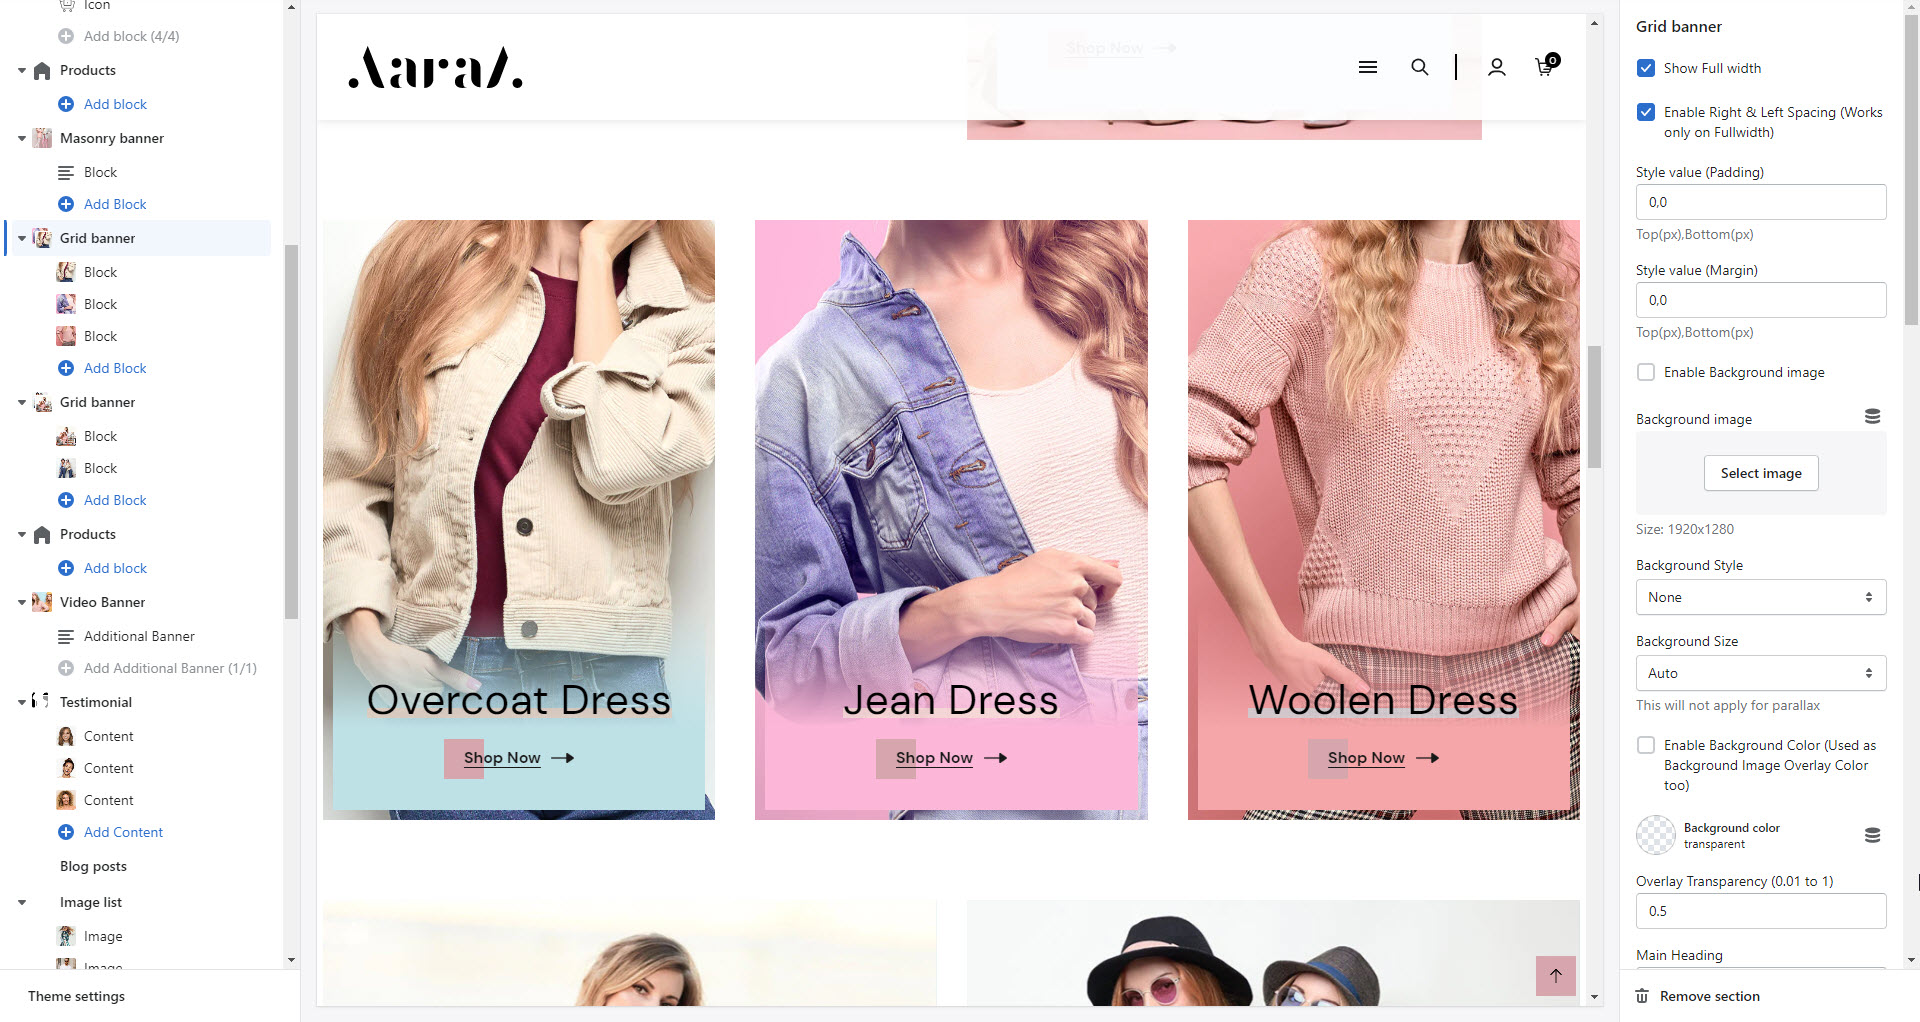 Icon
Add block (4/4)
Products
Add block
Masonry banner
Block
Add Block
Grid banner
Block
Block
Block
Add Block
Grid banner
Block
Block
Add Block
Products
Add block
Video Banner
Additional Banner
Add Additional Banner (1/1)
Testimonial
Content
Content
Content
Add Content
Blog posts
Image list
Image
Image
Theme settings
Shop Now
Aaraa.
0
Overcoat Dress
Shop Now
Jean Dress
Shop Now
Woolen Dress
Shop Now
Grid banner
Show Full width
Enable Right & Left Spacing (Works
only on Fullwidth)
Style value (Padding)
0,0
Top(px),Bottom(px)
Style value (Margin)
0,0
Top(px),Bottom(px)
Enable Background image
Background image
Select image
Size: 1920x1280
Background Style
None
Background Size
Auto
This will not apply for parallax
Enable Background Color (Used as
Background Image Overlay Color
too)
Background color
transparent
Overlay Transparency (0.01 to 1)
0.5
Main Heading
Remove section